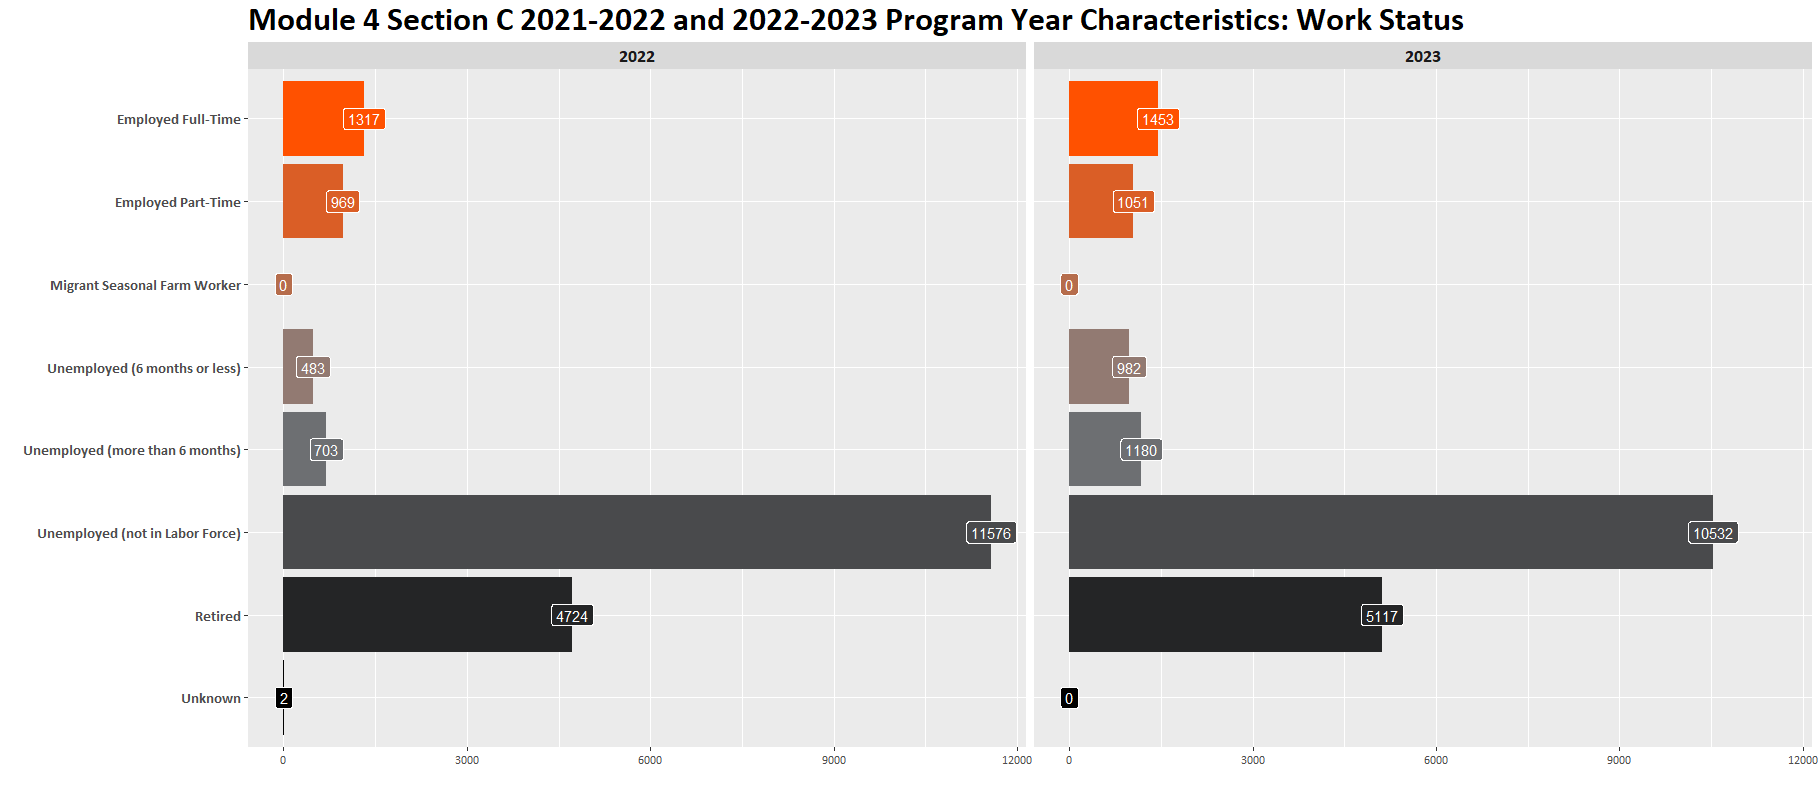 Module 4 Section C 2021-2022 and 2022-2023 Program Year Characteristics: Work Status
2022
2023
Employed Full-Time
1317
1453
Employed Part-Time
969
1051
Migrant Seasonal Farm Worker
0
0
Unemployed (6 months or less)
483
982
Unemployed (more than 6 months)
703
1180
Unemployed (not in Labor Force)
11576
10532
Retired
4724
5117
Unknown
2
0
0 3000 6000 9000 12000
0 3000 6000 9000 12000